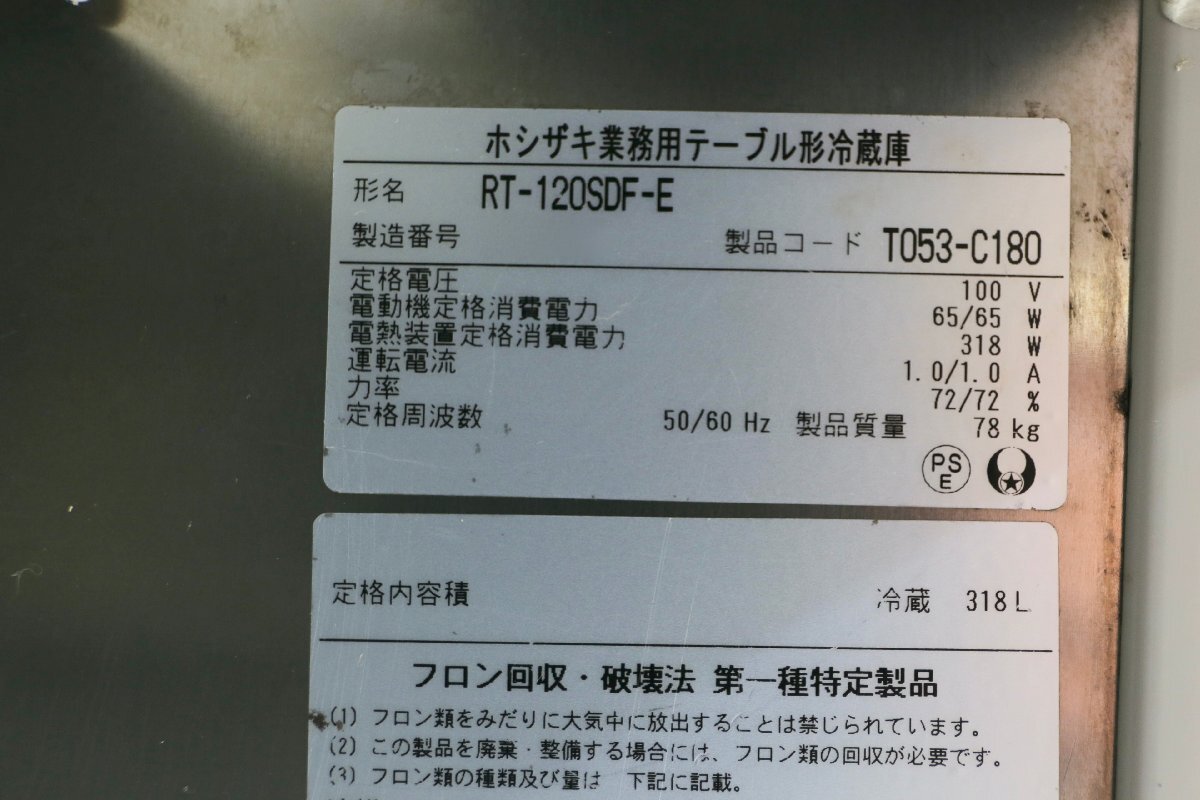 ホシザキ業務用テーブル形冷蔵庫
形名 RT-120SDF-E
製造番号 製品コード T053-C180
定格電圧 100 V
電動機定格消費電力 65/65 W
電熱装置定格消費電力 318 W
運転電流 1.0/1.0 A
力率 72/72 %
定格周波数 50/60 Hz 製品質量 78 kg
PS
E
定格内容積 冷蔵 318 L
フロン回収・破壊法 第一種特定製品
(1) フロン類をみだりに大気中に放出することは禁じられています。
(2) この製品を廃棄・整備する場合には、フロン類の回収が必要です。
(3) フロン類の種類及び量は 下記に記載。